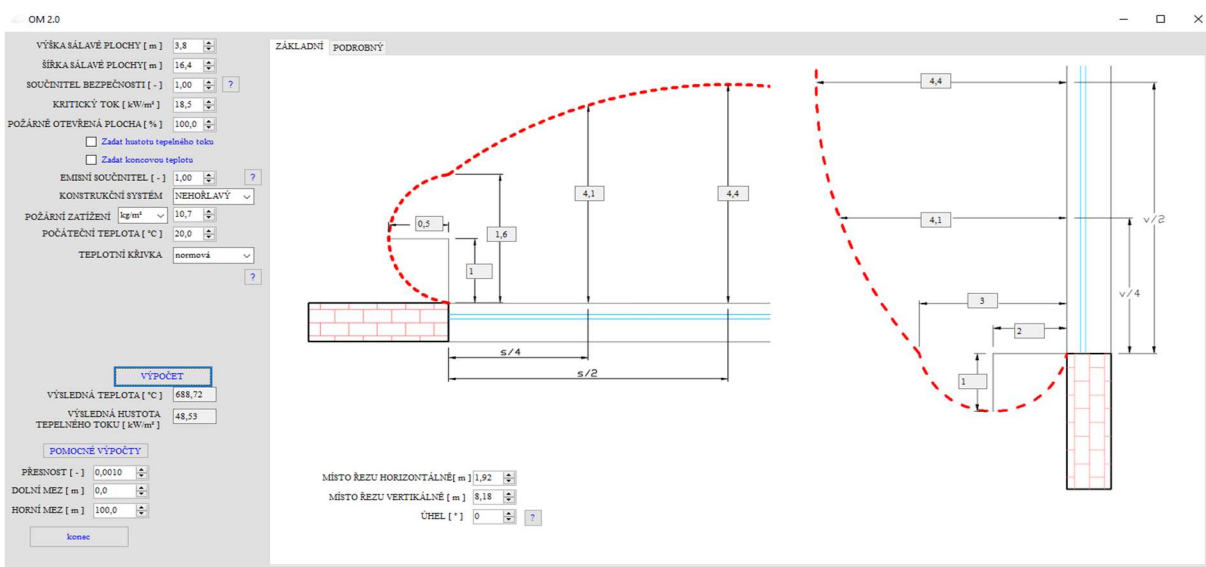 OM 2.0
VÝŠKA SÁLAVÉ PLOCHY [ m ] 3,8
ŠÍŘKA SÁLAVÉ PLOCHY[ m ] 16,4
SOUČINITEL BEZPEČNOSTI [ - ] 1,00 ?
KRITICKÝ TOK [ kW/m² ] 18,5
POŽÁRNĚ OTEVŘENÁ PLOCHA [ % ] 100,0
Zadat hustotu tepelného toku
Zadat koncovou teplotu
EMISNÍ SOUČINITEL [ - ] 1,00 ?
KONSTRUKČNÍ SYSTÉM NEHOŘLAVÝ
POŽÁRNÍ ZATÍŽENÍ kg/m² 10,7
POČÁTEČNÍ TEPLOTA [ °C ] 20,0
TEPLOTNÍ KŘIVKA normová
?
VÝPOČET
VÝSLEDNÁ TEPLOTA [ °C ] 688,72
VÝSLEDNÁ HUSTOTA
TEPELNÉHO TOKU [ kW/m² ] 48,53
POMOCNÉ VÝPOČTY
PŘESNOST [ - ] 0,0010
DOLNÍ MEZ [ m ] 0,0
HORNÍ MEZ [ m ] 100,0
konec
ZÁKLADNÍ PODROBNÝ
4,1
4,4
0,5
1,6
1
s/4
s/2
4,4
4,1
v/2
3
v/4
2
1
MÍSTO ŘEZU HORIZONTÁLNĚ[ m ] 1,92
MÍSTO ŘEZU VERTIKÁLNĚ [ m ] 8,18
ÚHEL [ ° ] 0 ?